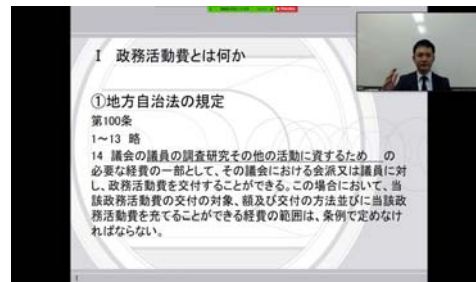 Ⅰ 政務活動費とは何か
①地方自治法の規定
第100条
1～13 略
14 議会の議員の調査研究その他の活動に資するため の
必要な経費の一部として、その議会における会派又は議員に対
し、政務活動費を交付することができる。この場合において、当
該政務活動費の交付の対象、額及び交付の方法並びに当該政
務活動費を充てることができる経費の範囲は、条例で定めなけ
ればならない。
1